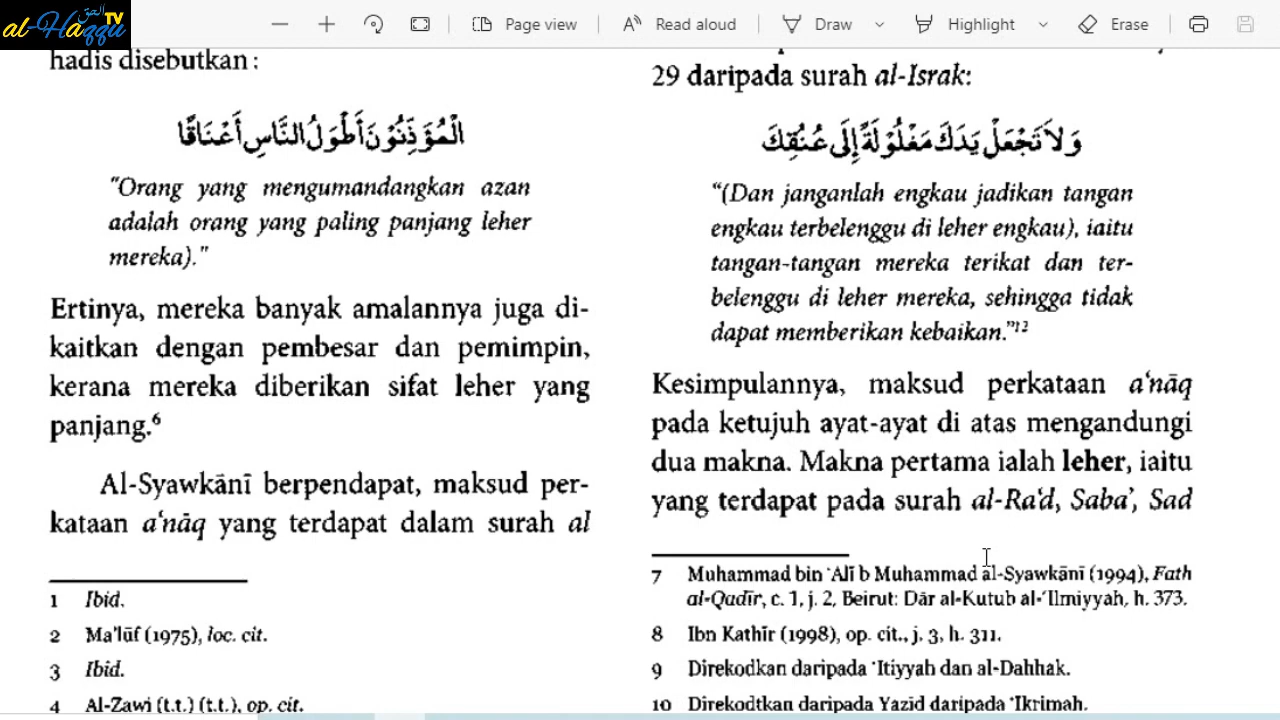 الحق TV
al-Haqqu
Page view
Read aloud
Draw
Highlight
Erase
hadis disebutkan :
الْمُؤَذِّنُوْنَ أَطْوَلُ النَّاسِ أَعْنَاقًا
"Orang yang mengumandangkan azan
adalah orang yang paling panjang leher
mereka)."
Ertinya, mereka banyak amalannya juga di-
kaitkan dengan pembesar dan pemimpin,
kerana mereka diberikan sifat leher yang
panjang.⁶
Al-Syawkānī berpendapat, maksud per-
kataan a‘nāq yang terdapat dalam surah al
1 Ibid.
2 Ma'lūf (1975), loc. cit.
3 Ibid.
4 Al-Zawi (t.t.) (t.t.), op. cit.
29 daripada surah al-Israk:
وَلاَ تَجْعَلْ يَدَكَ مَغْلُوْلَةً إِلَى عُنُقِكَ
“(Dan janganlah engkau jadikan tangan
engkau terbelenggu di leher engkau), iaitu
tangan-tangan mereka terikat dan ter-
belenggu di leher mereka, sehingga tidak
dapat memberikan kebaikan.”¹²
Kesimpulannya, maksud perkataan a‘nāq
pada ketujuh ayat-ayat di atas mengandungi
dua makna. Makna pertama ialah leher, iaitu
yang terdapat pada surah al-Ra‘d, Saba’, Sad
7 Muhammad bin ‘Alī b Muhammad al-Syawkānī (1994), Fath
al-Qadīr, c. 1, j. 2, Beirut: Dār al-Kutub al-‘Ilmiyyah, h. 373.
8 Ibn Kathīr (1998), op. cit., j. 3, h. 311.
9 Direkodkan daripada ‘Itiyyah dan al-Dahhak.
10 Direkodtkan daripada Yazīd daripada ‘Ikrimah.